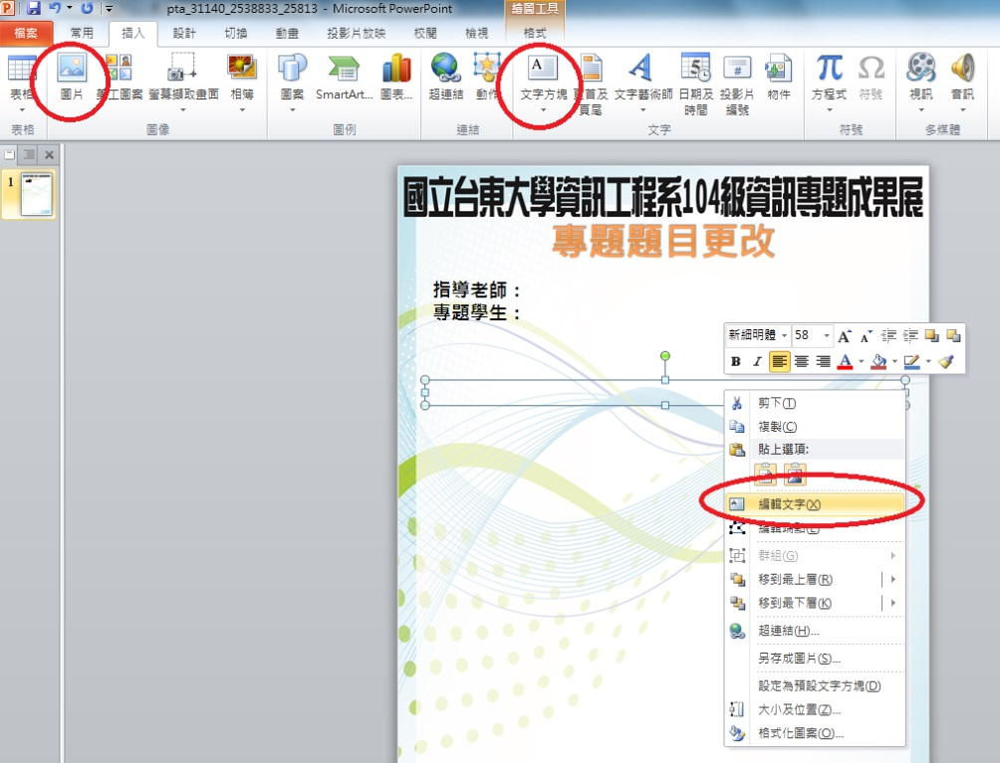 pta_31140_2538833_25813 - Microsoft PowerPoint
繪圖工具
檔案 常用 插入 設計 切換 動畫 投影片放映 校閱 檢視 格式
表格 圖片 美工圖案 螢幕擷取畫面 相簿 圖案 SmartArt... 圖表... 超連結 動作 文字方塊 頁首及頁尾 文字藝術師 日期及時間 投影片編號 物件 方程式 符號 視訊 音訊
表格 圖像 圖例 連結 文字 符號 多媒體
1
國立台東大學資訊工程系104級資訊專題成果展
專題題目更改
指導老師：
專題學生：
新細明體 58
剪下(T)
複製(C)
貼上選項:
編輯文字(X)
編輯端點(E)
群組(G)
移到最上層(R)
移到最下層(K)
超連結(H)...
另存成圖片(S)...
設定為預設文字方塊(D)
大小及位置(Z)...
格式化圖案(O)...